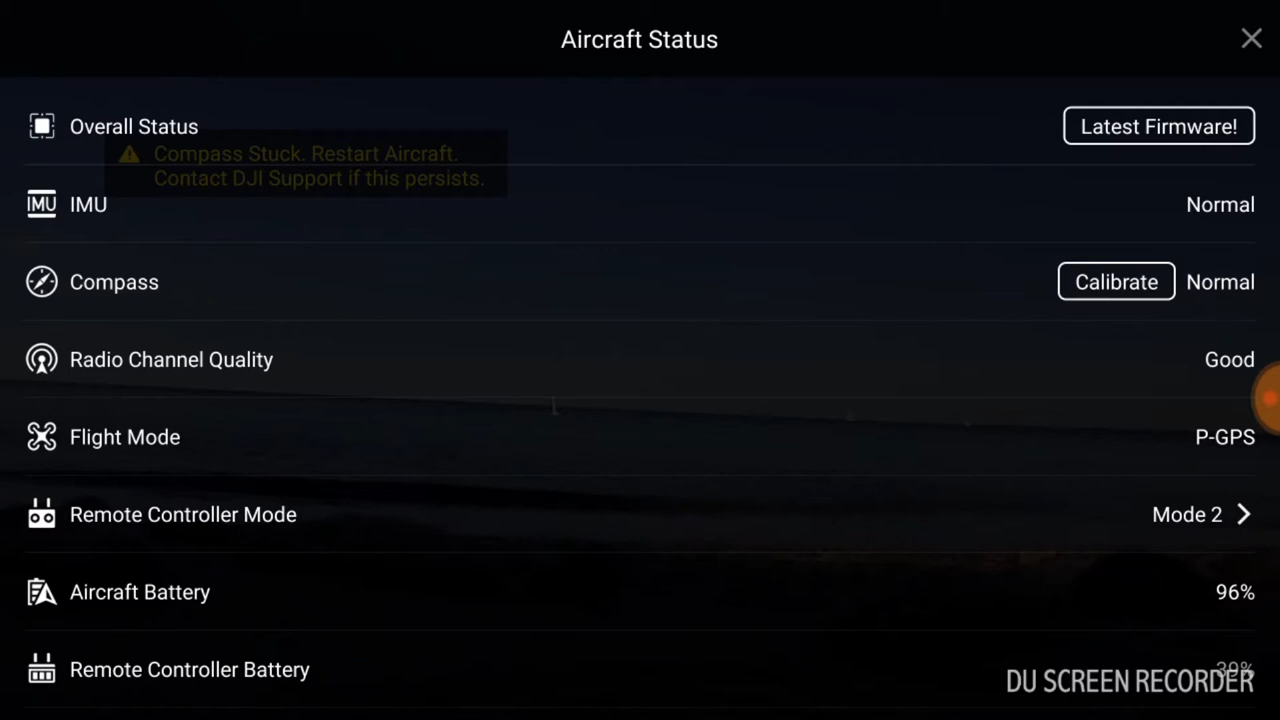 Aircraft Status
Overall Status
Latest Firmware!
Compass Stuck. Restart Aircraft.
Contact DJI Support if this persists.
IMU IMU
Normal
Compass
Calibrate Normal
Radio Channel Quality
Good
Flight Mode
P-GPS
Remote Controller Mode
Mode 2
Aircraft Battery
96%
Remote Controller Battery
39%
DU SCREEN RECORDER